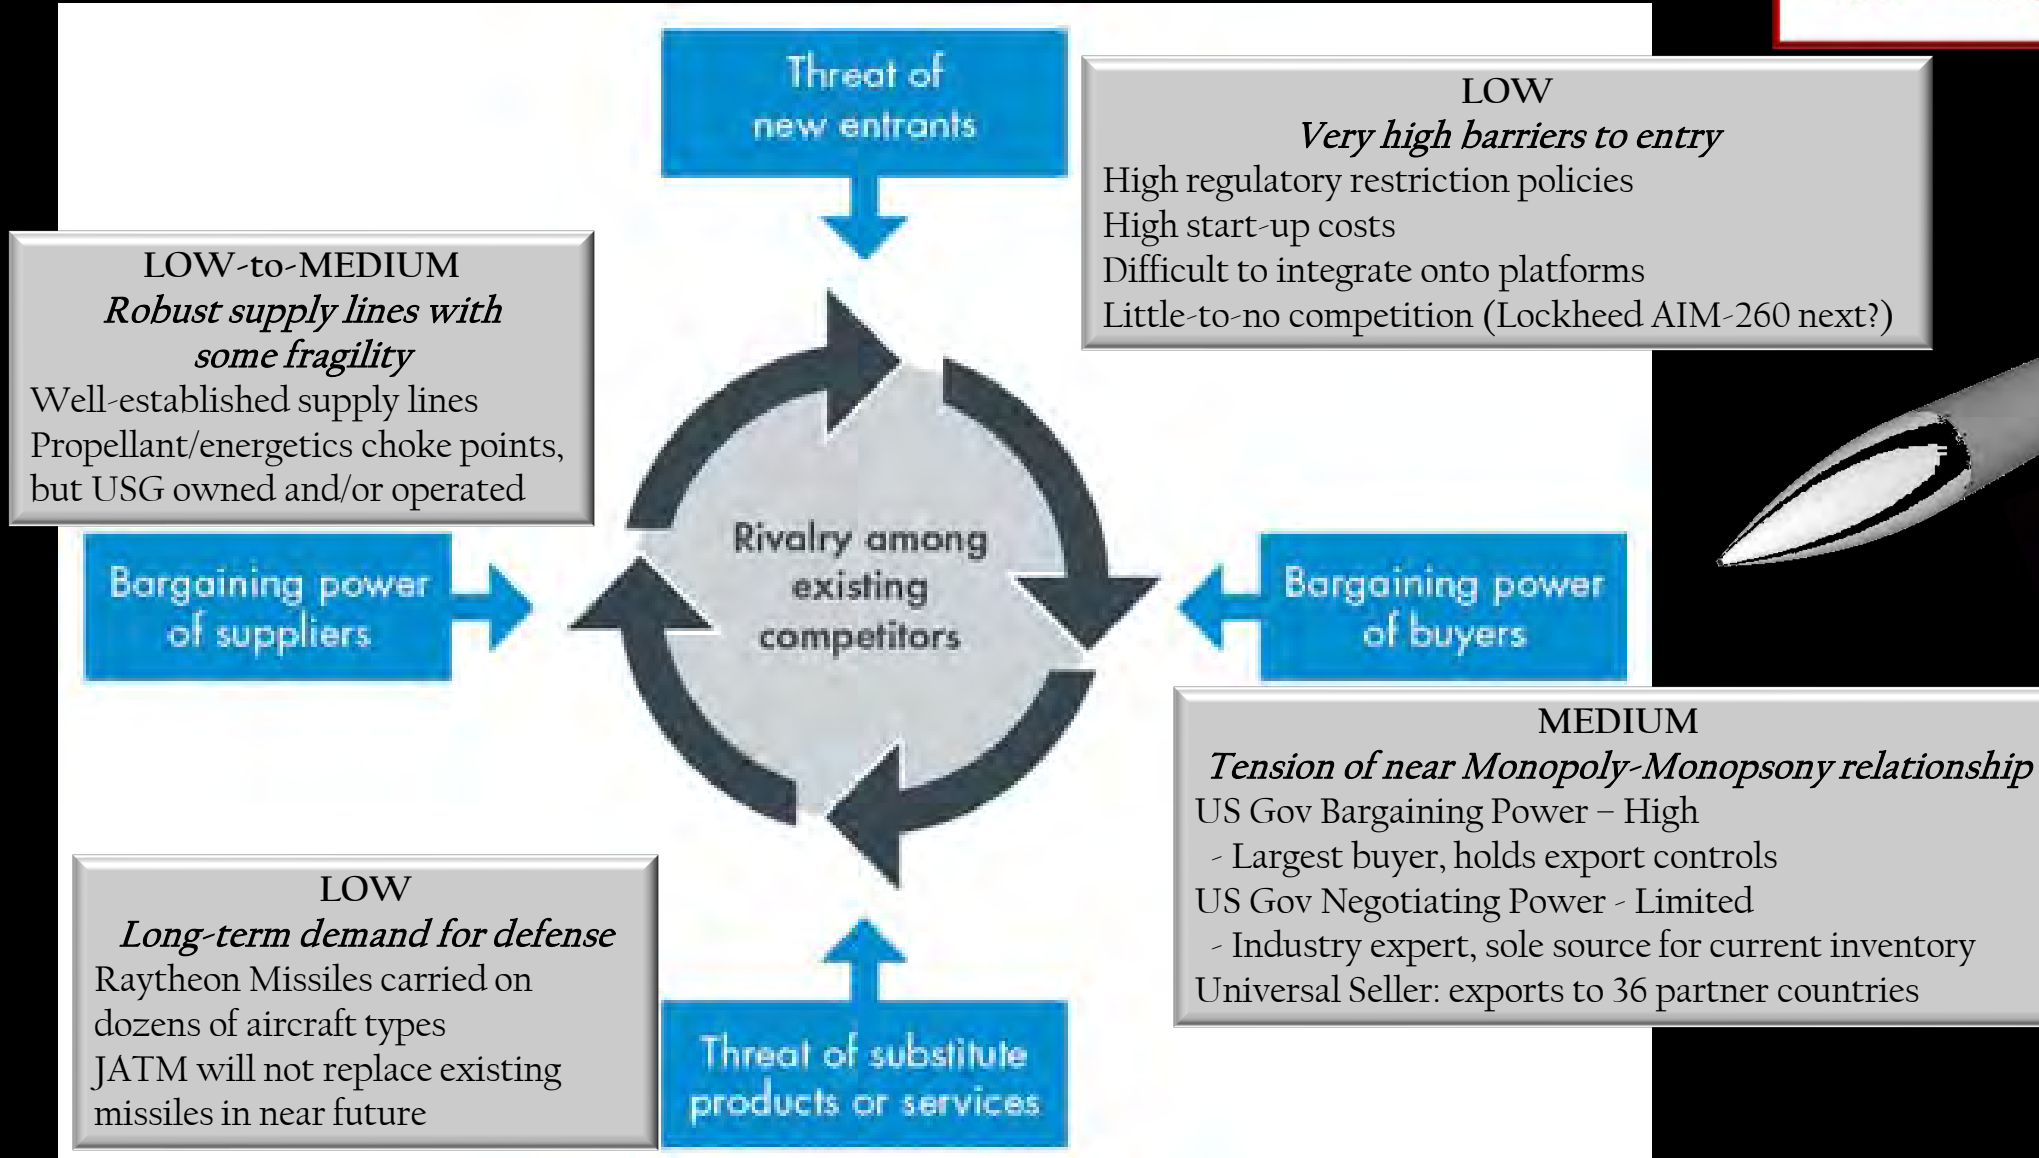 Threat of
new entrants
LOW
Very high barriers to entry
High regulatory restriction policies
High start-up costs
Difficult to integrate onto platforms
Little-to-no competition (Lockheed AIM-260 next?)
LOW-to-MEDIUM
Robust supply lines with
some fragility
Well-established supply lines
Propellant/energetics choke points,
but USG owned and/or operated
Bargaining power
of suppliers
Rivalry among
existing
competitors
Bargaining power
of buyers
MEDIUM
Tension of near Monopoly-Monopsony relationship
US Gov Bargaining Power – High
- Largest buyer, holds export controls
US Gov Negotiating Power - Limited
- Industry expert, sole source for current inventory
Universal Seller: exports to 36 partner countries
LOW
Long-term demand for defense
Raytheon Missiles carried on
dozens of aircraft types
JATM will not replace existing
missiles in near future
Threat of substitute
products or services